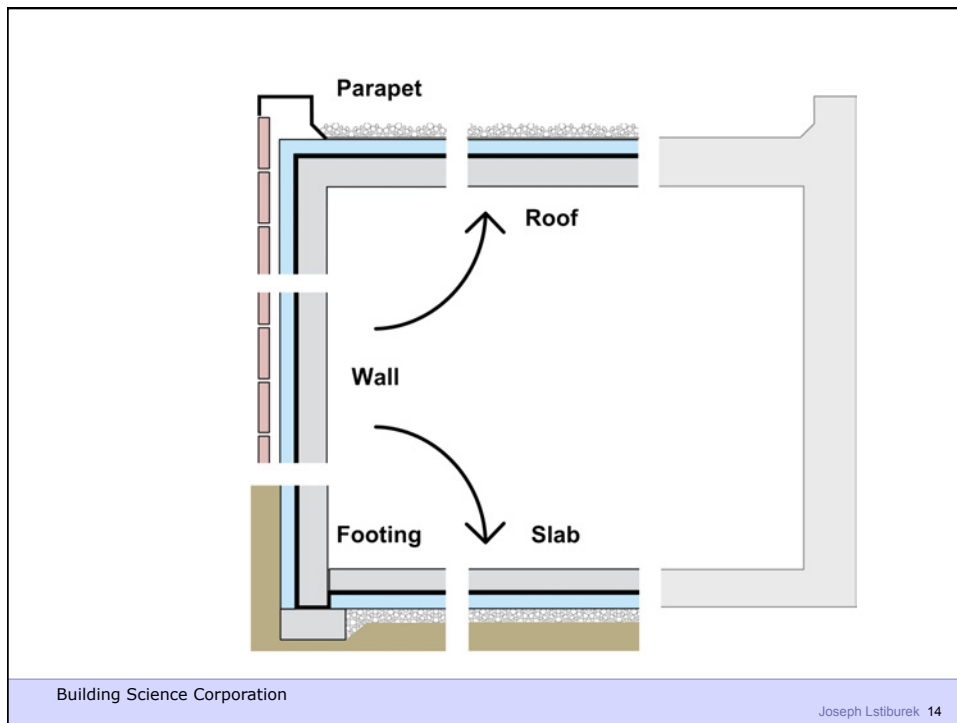 Parapet
Roof
Wall
Footing
Slab
Building Science Corporation
Joseph Lstiburek 14